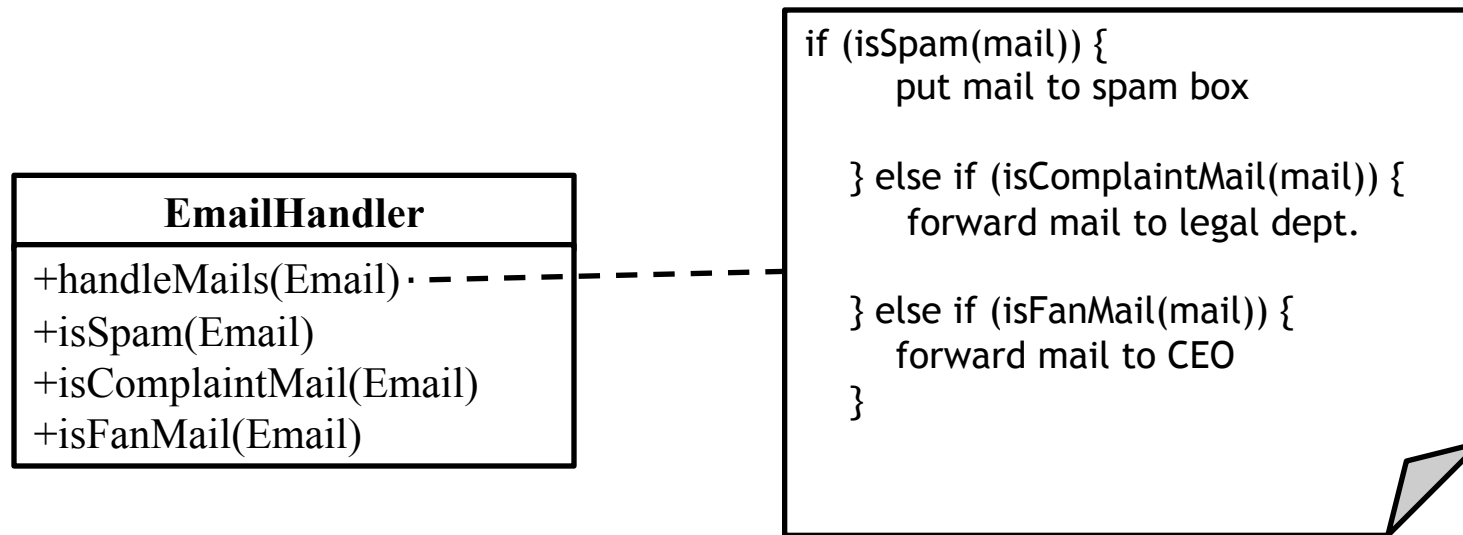 EmailHandler
+handleMails(Email)
+isSpam(Email)
+isComplaintMail(Email)
+isFanMail(Email)
if (isSpam(mail)) {
put mail to spam box
} else if (isComplaintMail(mail)) {
forward mail to legal dept.
} else if (isFanMail(mail)) {
forward mail to CEO
}